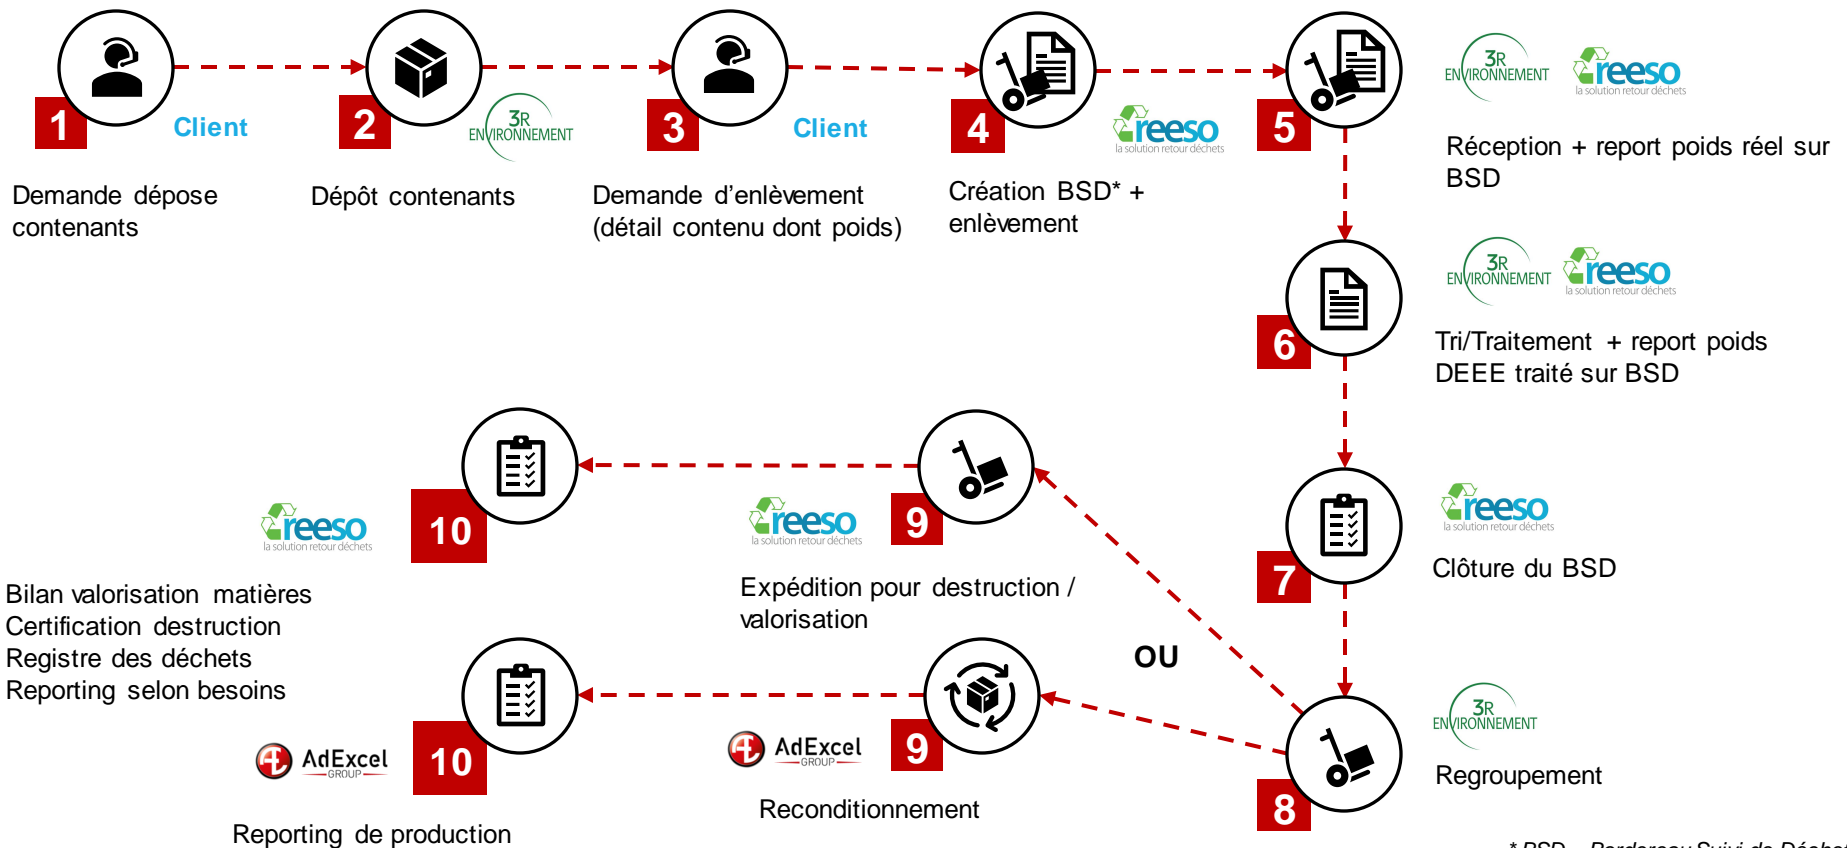 1
Client
Demande dépose
contenants
2
3R
ENVIRONNEMENT
Dépôt contenants
3
Client
Demande d'enlèvement
(détail contenu dont poids)
4
reeso
la solution retour déchets
Création BSD* +
enlèvement
5
3R
ENVIRONNEMENT
reeso
la solution retour déchets
Réception + report poids réel sur
BSD
6
3R
ENVIRONNEMENT
reeso
la solution retour déchets
Tri/Traitement + report poids
DEEE traité sur BSD
7
reeso
la solution retour déchets
Clôture du BSD
8
3R
ENVIRONNEMENT
Regroupement
OU
9
reeso
la solution retour déchets
Expédition pour destruction /
valorisation
10
reeso
la solution retour déchets
Bilan valorisation matières
Certification destruction
Registre des déchets
Reporting selon besoins
9
AdExcel
GROUP
Reconditionnement
10
AdExcel
GROUP
Reporting de production
* BSD = Bordereau Suivi de Déchet